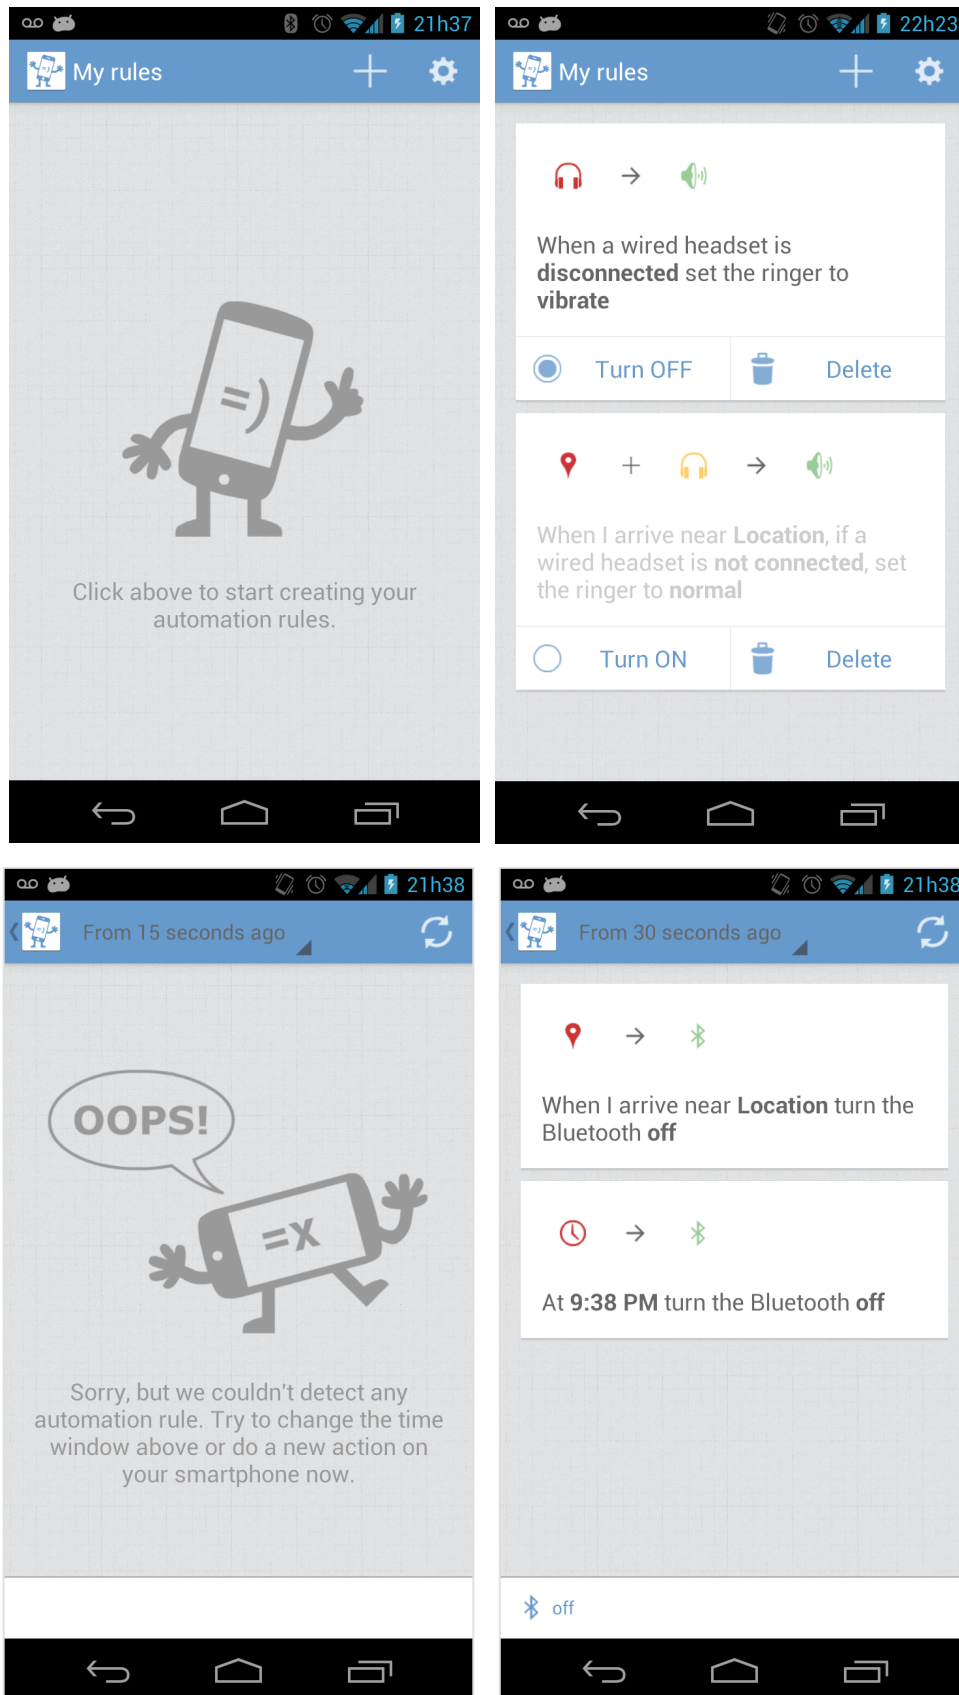 21h37
My rules
=)
Click above to start creating your
automation rules.
22h23
My rules
When a wired headset is
disconnected set the ringer to
vibrate
Turn OFF
Delete
When I arrive near Location, if a
wired headset is not connected, set
the ringer to normal
Turn ON
Delete
21h38
From 15 seconds ago
OOPS!
=X
Sorry, but we couldn't detect any
automation rule. Try to change the time
window above or do a new action on
your smartphone now.
21h38
From 30 seconds ago
When I arrive near Location turn the
Bluetooth off
At 9:38 PM turn the Bluetooth off
off